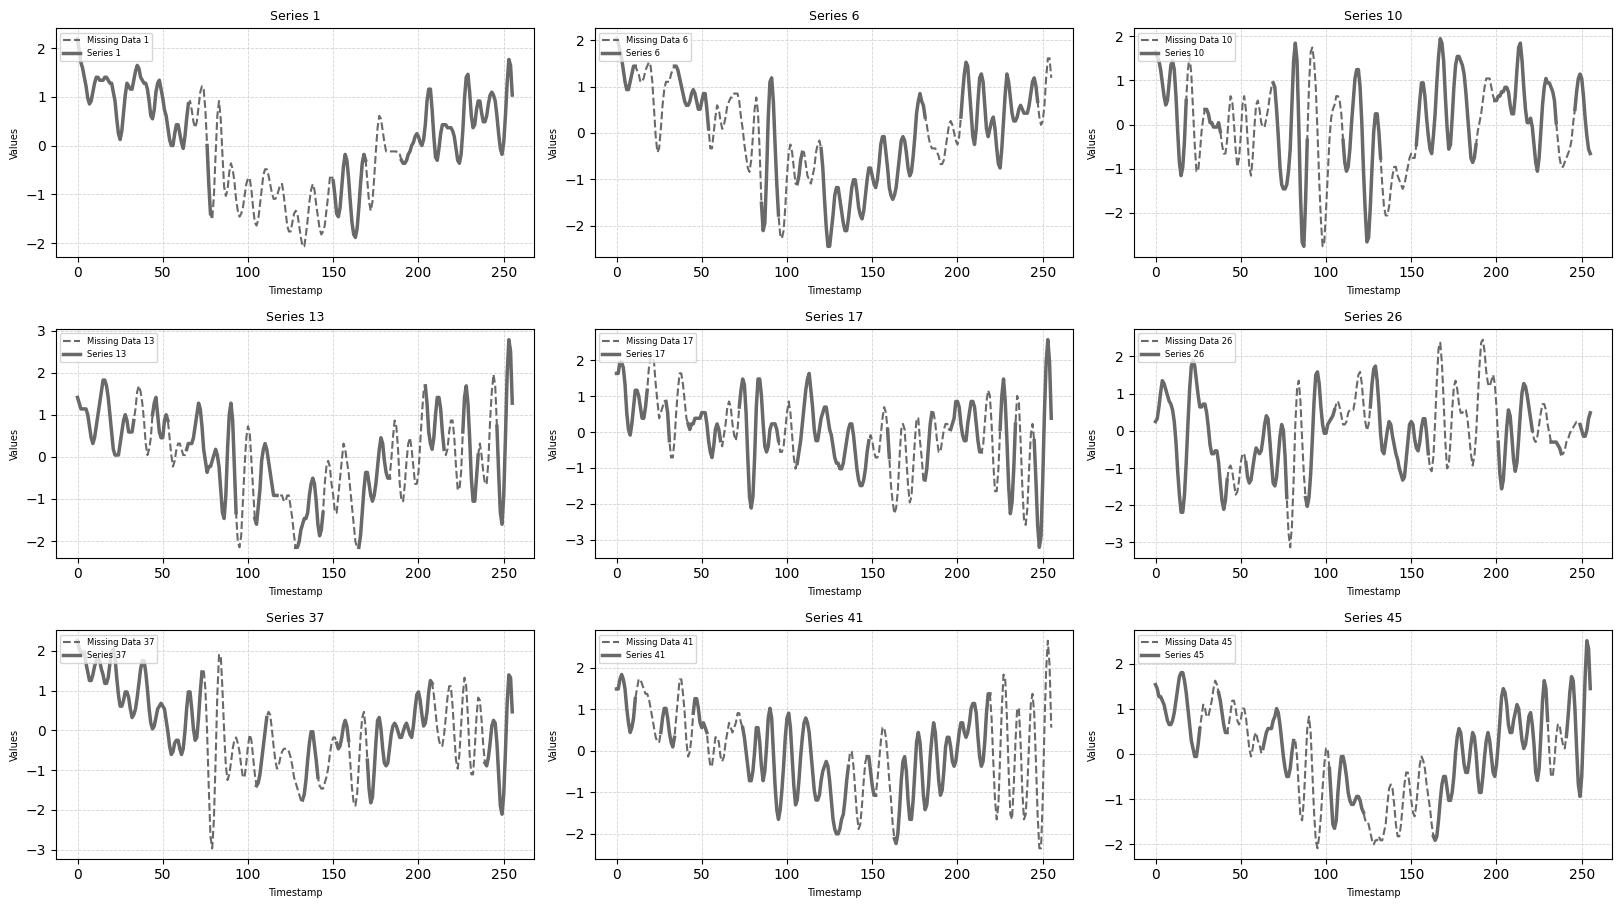 Series 1
Missing Data 1
Series 1
Values
2
1
0
−1
−2
0
50
100
150
200
250
Timestamp
Series 6
Missing Data 6
Series 6
Values
2
1
0
−1
−2
0
50
100
150
200
250
Timestamp
Series 10
Missing Data 10
Series 10
Values
2
1
0
−1
−2
0
50
100
150
200
250
Timestamp
Series 13
Missing Data 13
Series 13
Values
3
2
1
0
−1
−2
0
50
100
150
200
250
Timestamp
Series 17
Missing Data 17
Series 17
Values
2
1
0
−1
−2
−3
0
50
100
150
200
250
Timestamp
Series 26
Missing Data 26
Series 26
Values
2
1
0
−1
−2
−3
0
50
100
150
200
250
Timestamp
Series 37
Missing Data 37
Series 37
Values
2
1
0
−1
−2
−3
0
50
100
150
200
250
Timestamp
Series 41
Missing Data 41
Series 41
Values
2
1
0
−1
−2
0
50
100
150
200
250
Timestamp
Series 45
Missing Data 45
Series 45
Values
2
1
0
−1
−2
0
50
100
150
200
250
Timestamp